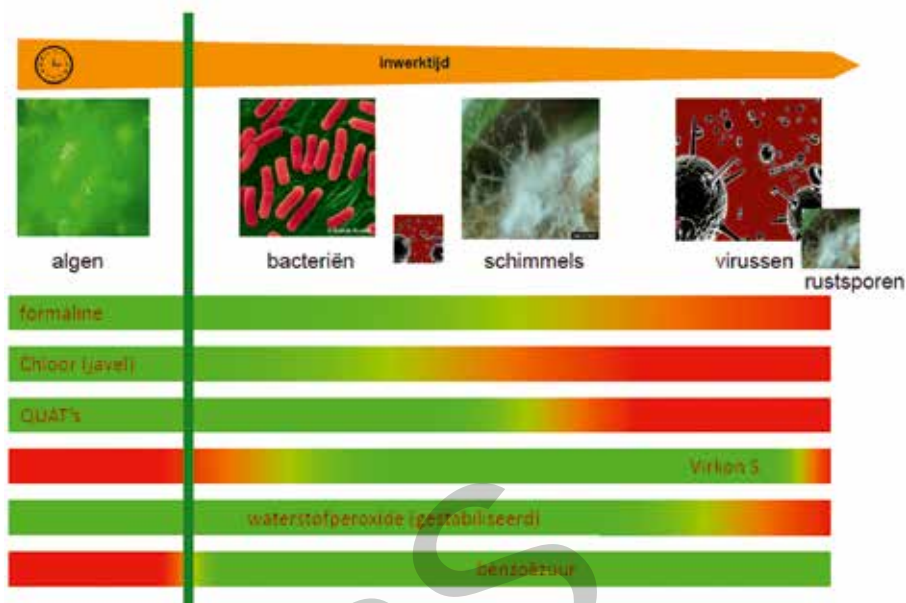 inwerktijd
algen
bacteriën
schimmels
virussen
rustsporen
formaline
Chloor (javel)
QUAT's
Virkon S
waterstofperoxide (gestabiliseerd)
benzoëzuur